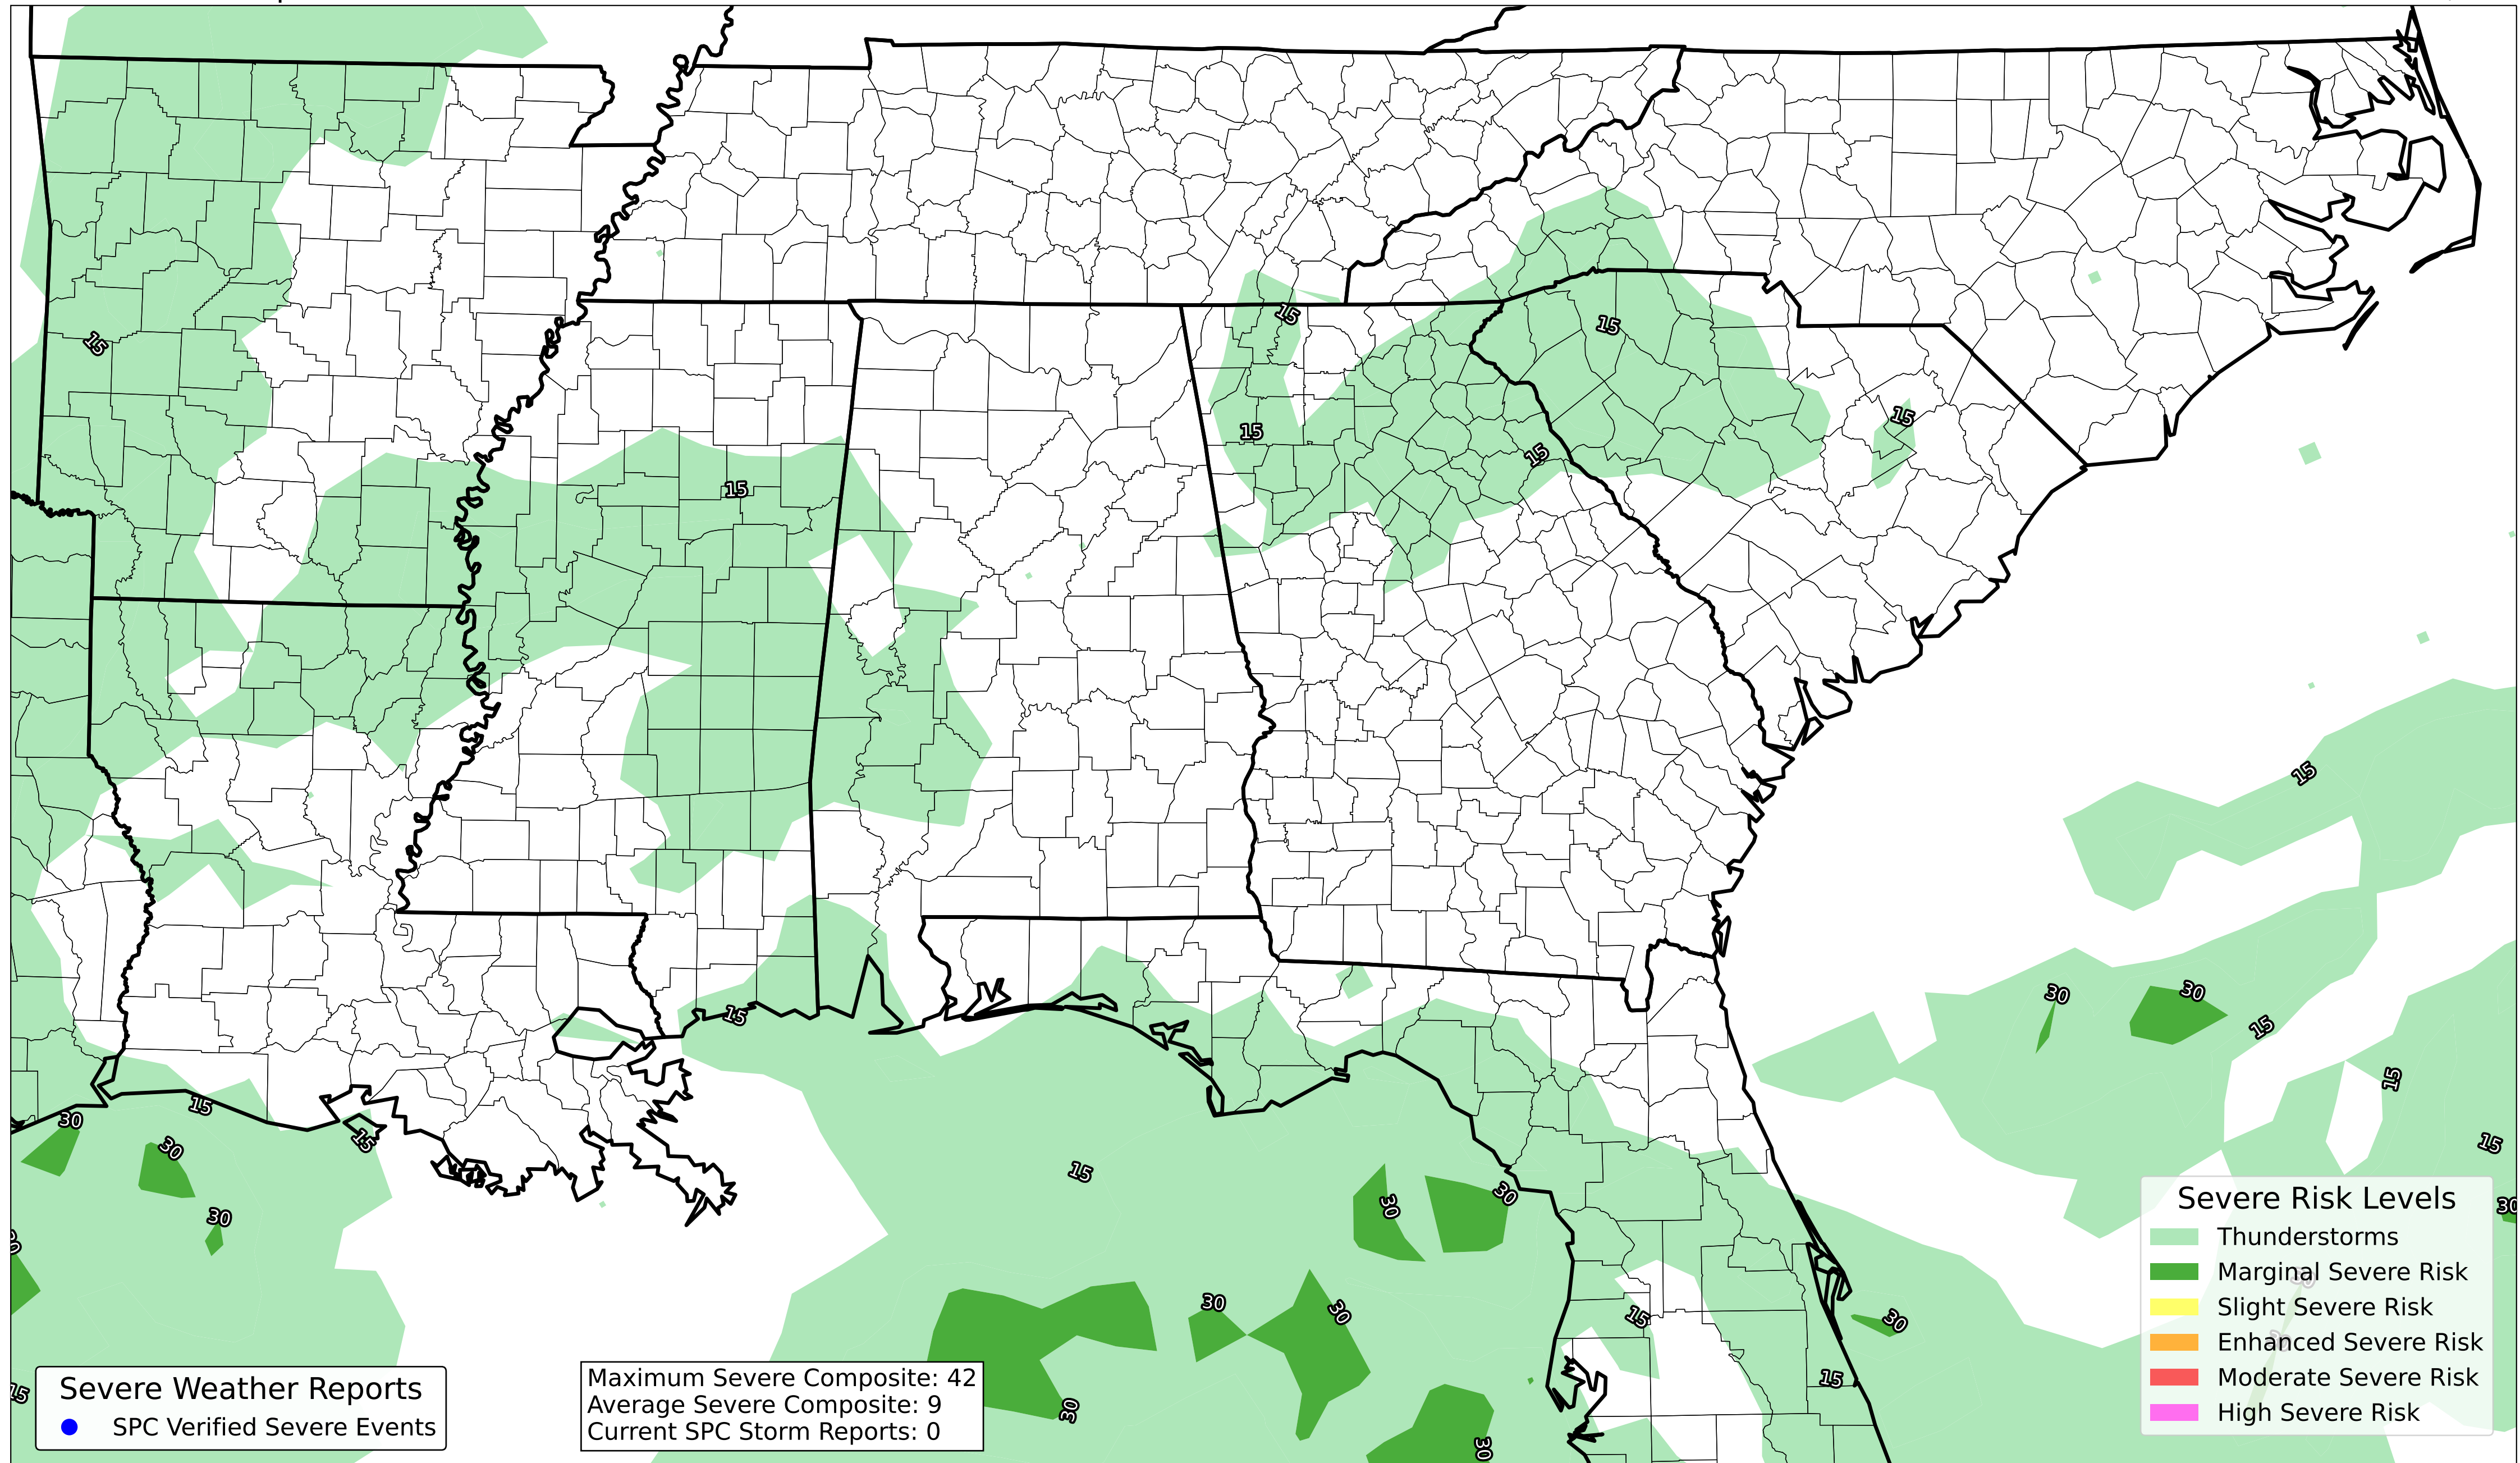 15
15
15
15
15
15
15
15
30
30
15
15
15
30
15
15
15
30
15
15
30
30
30
30
30
30
15
30
15
15
30
30
Severe Risk Levels
Thunderstorms
Marginal Severe Risk
Slight Severe Risk
Enhanced Severe Risk
Moderate Severe Risk
High Severe Risk
Severe Weather Reports
SPC Verified Severe Events
Maximum Severe Composite: 42
Average Severe Composite: 9
Current SPC Storm Reports: 0